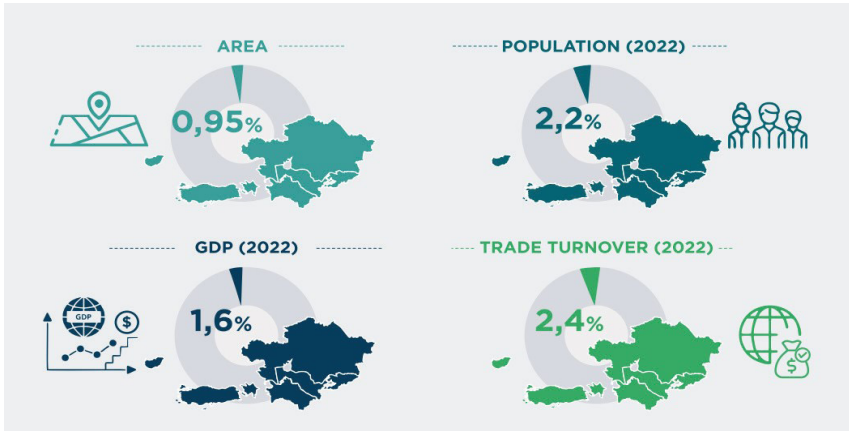 AREA
0,95%
POPULATION (2022)
2,2%
GDP (2022)
GDP
$
1,6%
TRADE TURNOVER (2022)
2,4%
$